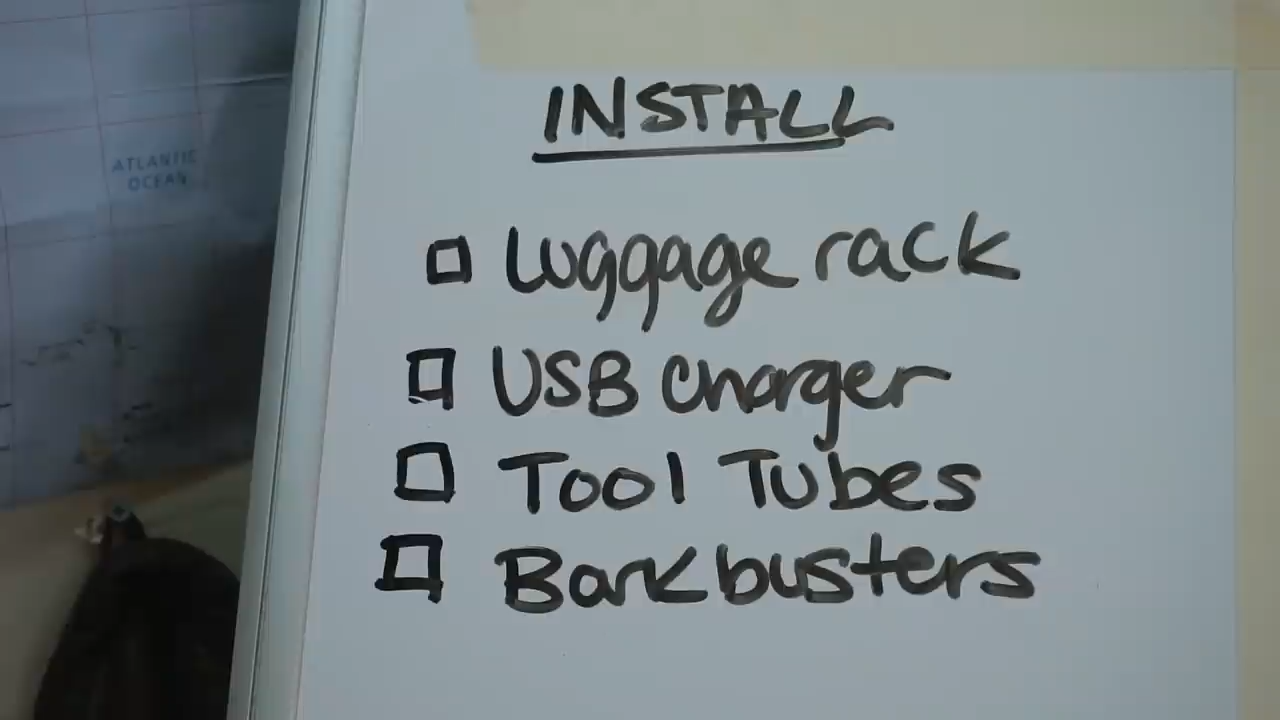 ATLANTIC
OCEAN
INSTALL
Luggage rack
USB Charger
Tool Tubes
Barkbusters